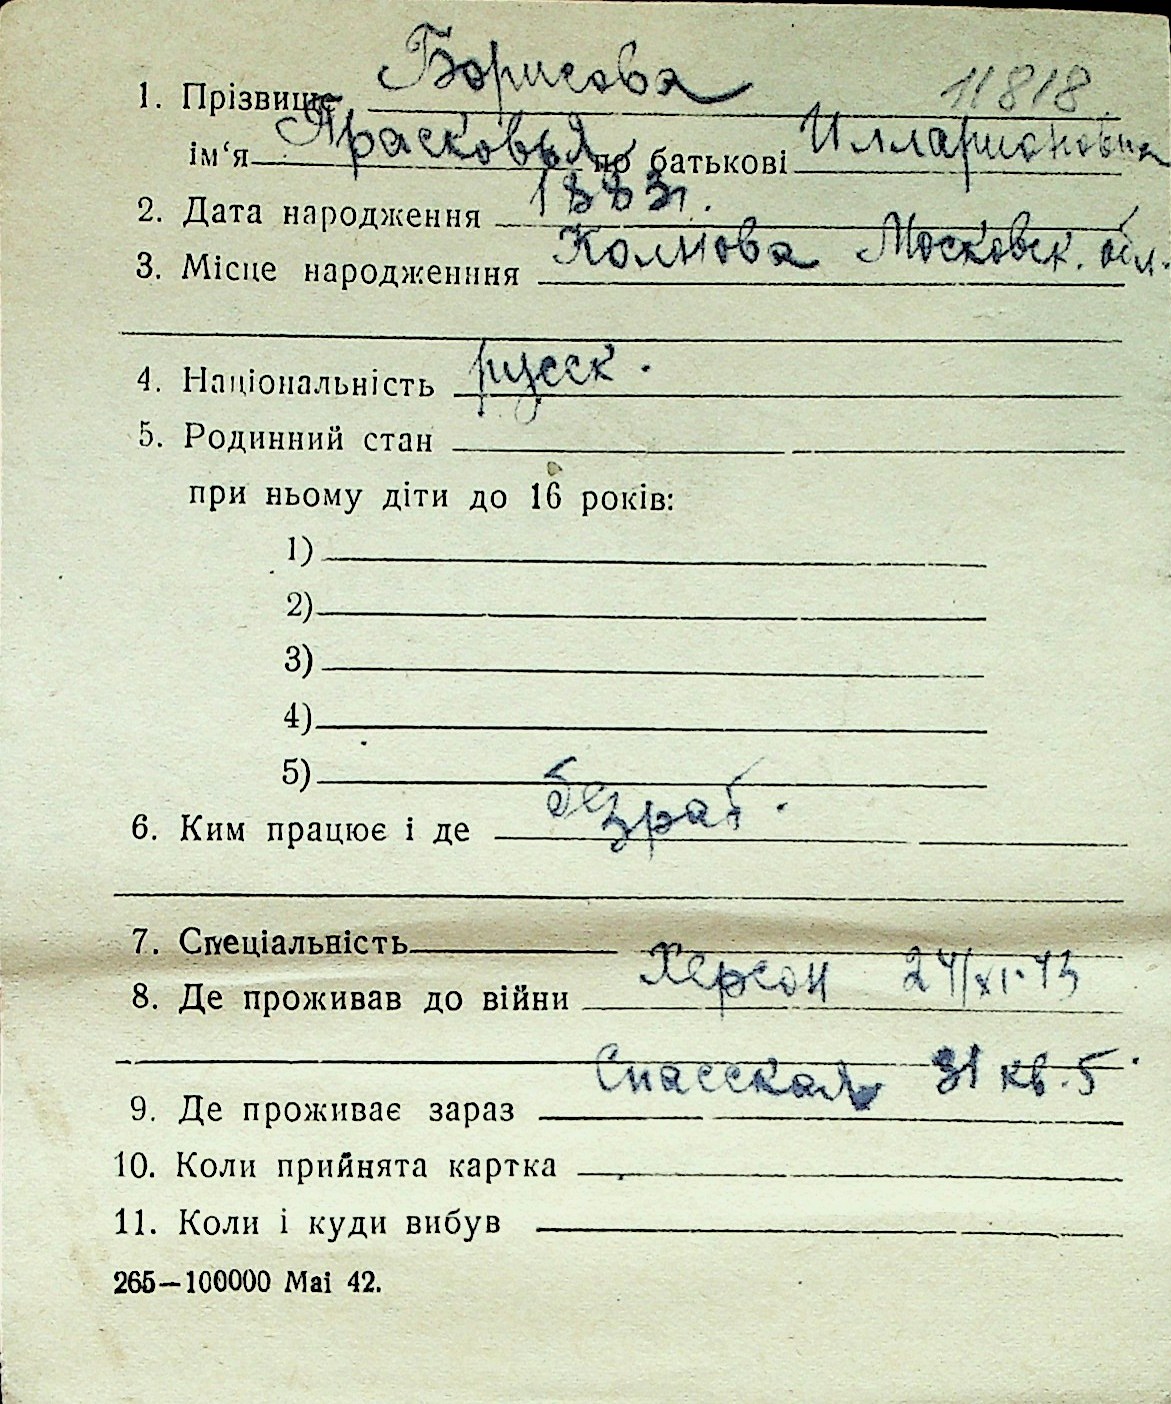 1. Прізвище Борисова 11818
ім‘я Прасковья по батькові Илларионовна
2. Дата народження 1883г.
3. Місце народженння Московск. обл.
4. Національність русск.
5. Родинний стан
при ньому діти до 16 років:
1)
2)
3)
4)
5)
6. Ким працює і де безраб.
7. Спеціальність
8. Де проживав до війни Херсон 24/XI-43
Спасская 31 кв. 5
9. Де проживає зараз
10. Коли прийнята картка
11. Коли і куди вибув
265—100000 Mai 42.